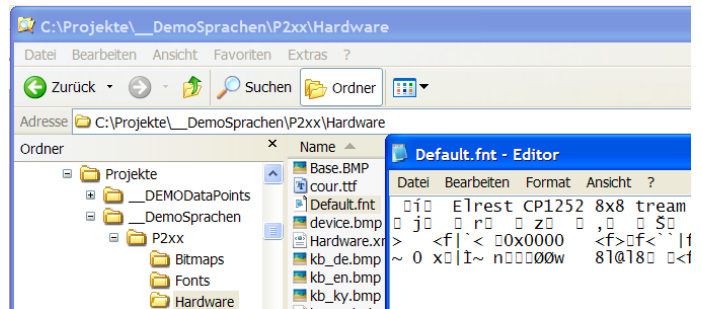 C:\Projekte\__DemoSprachen\P2xx\Hardware
Datei Bearbeiten Ansicht Favoriten Extras ?
Zurück Suchen Ordner
Adresse C:\Projekte\__DemoSprachen\P2xx\Hardware
Ordner
Projekte
__DEMODataPoints
__DemoSprachen
P2xx
Bitmaps
Fonts
Hardware
Name
Base.BMP
cour.ttf
Default.fnt
device.bmp
Hardware.xr
kb_de.bmp
kb_en.bmp
kb_ky.bmp
Default.fnt - Editor
Datei Bearbeiten Format Ansicht ?
Elrest CP1252 8x8 tream